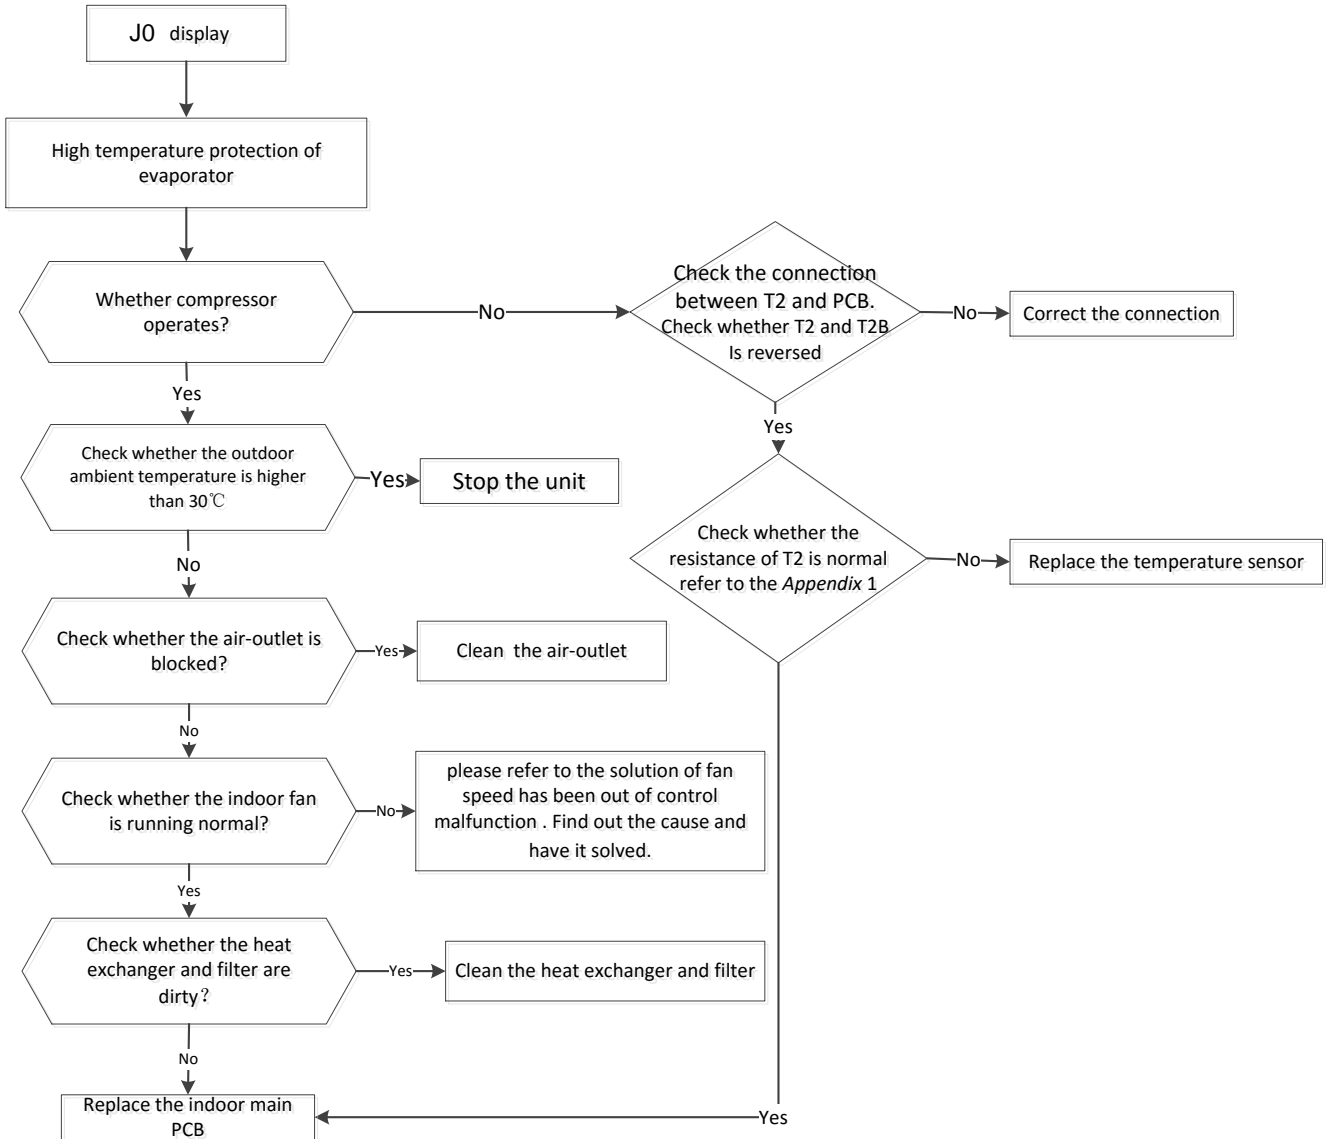 J0 display
High temperature protection of
evaporator
Whether compressor
operates?
No
Check the connection
between T2 and PCB.
Check whether T2 and T2B
Is reversed
No
Correct the connection
Yes
Yes
Check whether the outdoor
ambient temperature is higher
than 30℃
Yes
Stop the unit
Check whether the
resistance of T2 is normal
refer to the Appendix 1
No
Replace the temperature sensor
No
Check whether the air-outlet is
blocked?
Yes
Clean the air-outlet
No
Check whether the indoor fan
is running normal?
No
please refer to the solution of fan
speed has been out of control
malfunction . Find out the cause and
have it solved.
Yes
Check whether the heat
exchanger and filter are
dirty？
Yes
Clean the heat exchanger and filter
No
Replace the indoor main
PCB
Yes